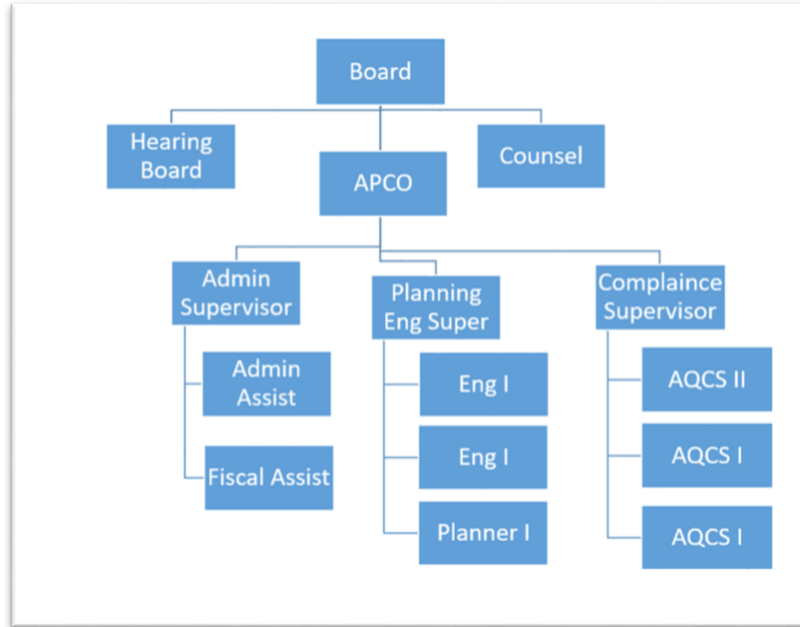 Board
Hearing
Board
APCO
Counsel
Admin
Supervisor
Admin
Assist
Fiscal Assist
Planning
Eng Super
Eng I
Eng I
Planner I
Complaince
Supervisor
AQCS II
AQCS I
AQCS I